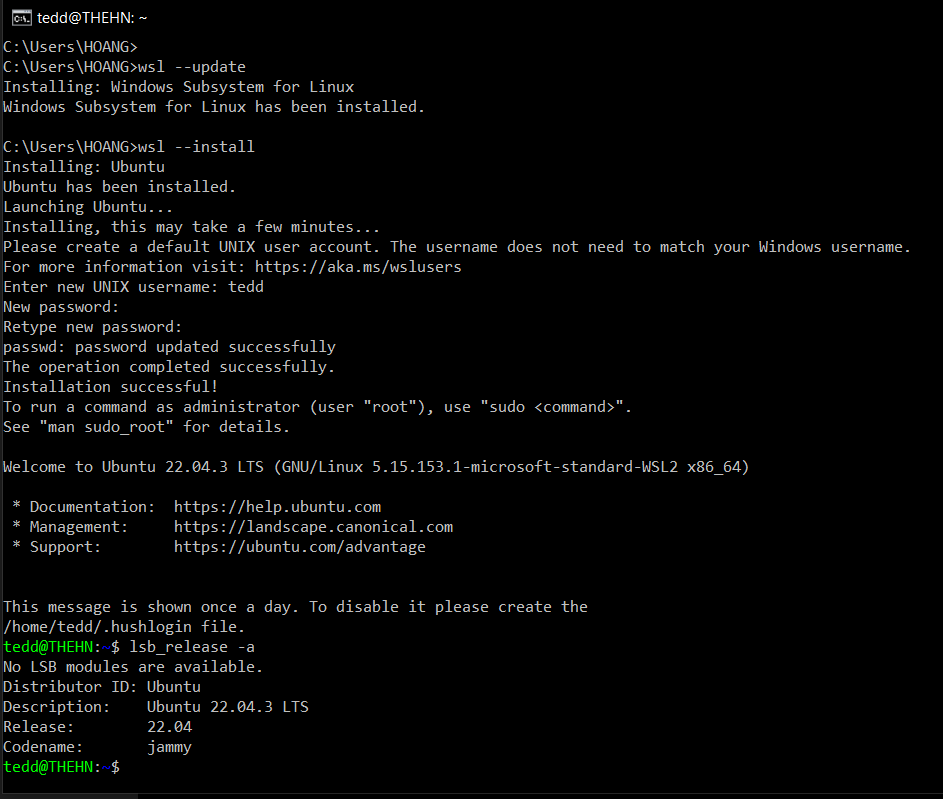 tedd@THEHN: ~
C:\Users\HOANG>
C:\Users\HOANG>wsl --update
Installing: Windows Subsystem for Linux
Windows Subsystem for Linux has been installed.
C:\Users\HOANG>wsl --install
Installing: Ubuntu
Ubuntu has been installed.
Launching Ubuntu...
Installing, this may take a few minutes...
Please create a default UNIX user account. The username does not need to match your Windows username.
For more information visit: https://aka.ms/wslusers
Enter new UNIX username: tedd
New password:
Retype new password:
passwd: password updated successfully
The operation completed successfully.
Installation successful!
To run a command as administrator (user "root"), use "sudo <command>".
See "man sudo_root" for details.
Welcome to Ubuntu 22.04.3 LTS (GNU/Linux 5.15.153.1-microsoft-standard-WSL2 x86_64)
* Documentation:  https://help.ubuntu.com
* Management:     https://landscape.canonical.com
* Support:        https://ubuntu.com/advantage
This message is shown once a day. To disable it please create the
/home/tedd/.hushlogin file.
tedd@THEHN:~$ lsb_release -a
No LSB modules are available.
Distributor ID: Ubuntu
Description:    Ubuntu 22.04.3 LTS
Release:        22.04
Codename:       jammy
tedd@THEHN:~$